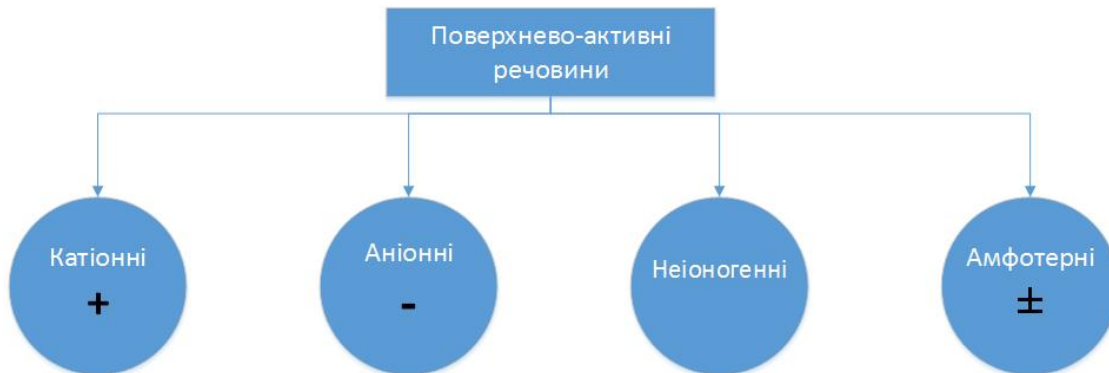 Поверхнево-активні
речовини
Катіонні
+
Аніонні
-
Неіоногенні
Амфотерні
±